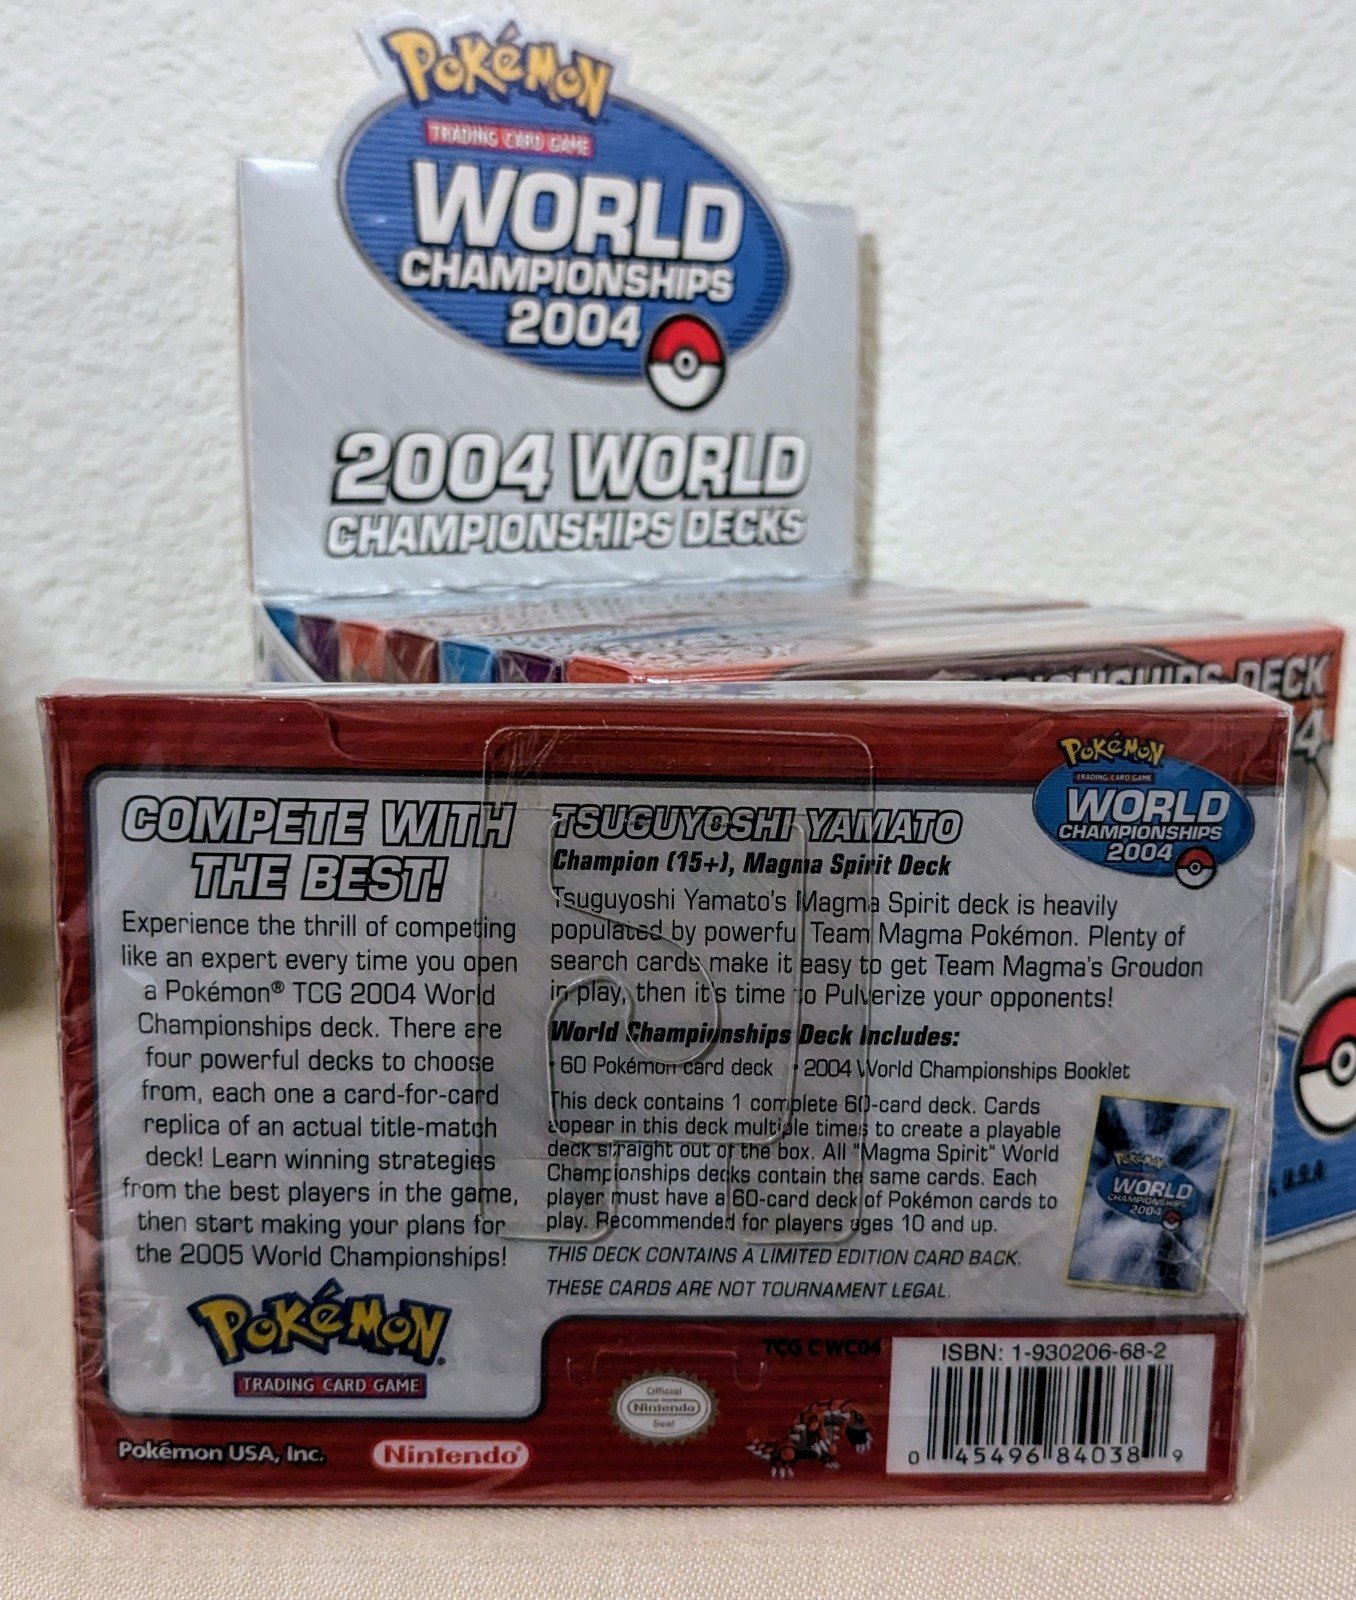 POKéMON
TRADING CARD GAME
WORLD
CHAMPIONSHIPS
2004
2004 WORLD
CHAMPIONSHIPS DECKS
DECK
4
U.S.A.
POKéMON
TRADING CARD GAME
WORLD
CHAMPIONSHIPS
2004
COMPETE WITH
THE BEST!
Experience the thrill of competing
like an expert every time you open
a Pokémon® TCG 2004 World
Championships deck. There are
four powerful decks to choose
from, each one a card-for-card
replica of an actual title-match
deck! Learn winning strategies
from the best players in the game,
then start making your plans for
the 2005 World Championships!
POKéMON
TRADING CARD GAME
Pokémon USA, Inc.
Nintendo®
TSUGUYOSHI YAMATO
Champion (15+), Magma Spirit Deck
Tsuguyoshi Yamato's Magma Spirit deck is heavily
populated by powerful Team Magma Pokémon. Plenty of
search cards make it easy to get Team Magma's Groudon
in play, then it's time to Pulverize your opponents!
World Championships Deck Includes:
• 60 Pokémon card deck • 2004 World Championships Booklet
This deck contains 1 complete 60-card deck. Cards
appear in this deck multiple times to create a playable
deck straight out of the box. All "Magma Spirit" World
Championships decks contain the same cards. Each
player must have a 60-card deck of Pokémon cards to
play. Recommended for players ages 10 and up.
THIS DECK CONTAINS A LIMITED EDITION CARD BACK.
THESE CARDS ARE NOT TOURNAMENT LEGAL.
POKéMON
WORLD
CHAMPIONSHIPS
2004
Official
Nintendo
Seal
TCG C WC04
ISBN: 1-930206-68-2
0 45496 84038 9